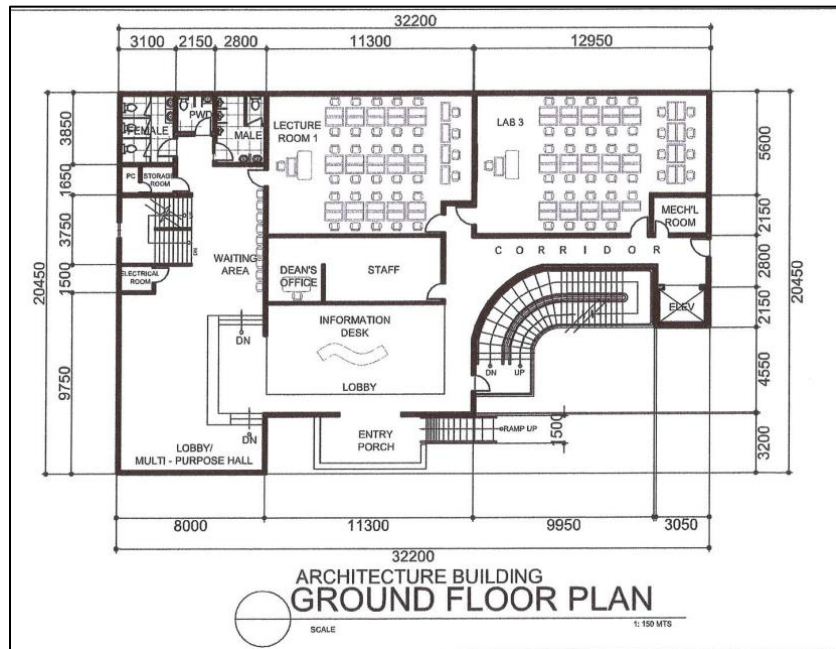 32200
3100
2150
2800
11300
12950
20450
3850
1650
3750
1500
9750
FEMALE
PWD
MALE
PC
STORAGE
ROOM
ELECTRICAL
ROOM
WAITING
AREA
LECTURE
ROOM 1
LAB 3
MECH'L
ROOM
CORRIDOR
DEAN'S
OFFICE
STAFF
ELEV
INFORMATION
DESK
LOBBY
DN
DN
DN
UP
ENTRY
PORCH
RAMP UP
1500
LOBBY/
MULTI - PURPOSE HALL
5600
2150
2800
2150
4550
3200
20450
8000
11300
9950
3050
32200
ARCHITECTURE BUILDING
GROUND FLOOR PLAN
SCALE
1: 150 MTS